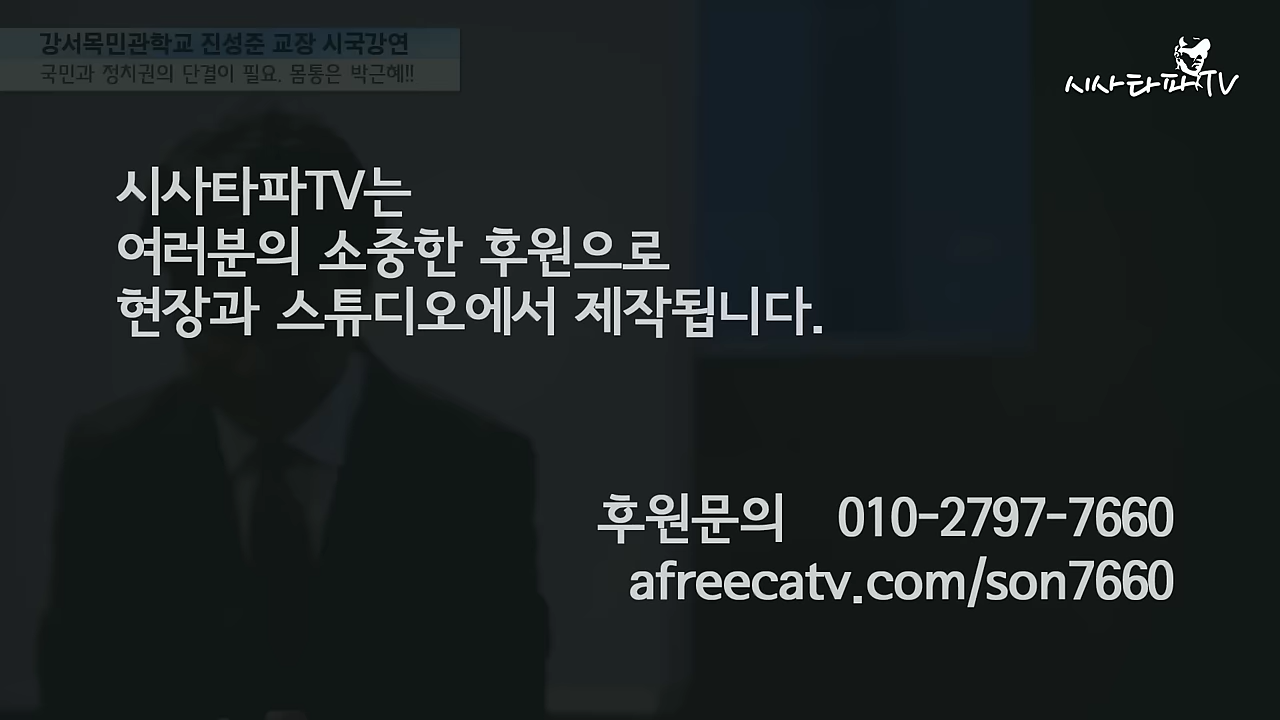 강서목민관학교 진성준 교장 시국강연
국민과 정치권의 단결이 필요. 몸통은 박근혜!!
시사타파TV
시사타파TV는
여러분의 소중한 후원으로
현장과 스튜디오에서 제작됩니다.
후원문의 010-2797-7660
afreecatv.com/son7660